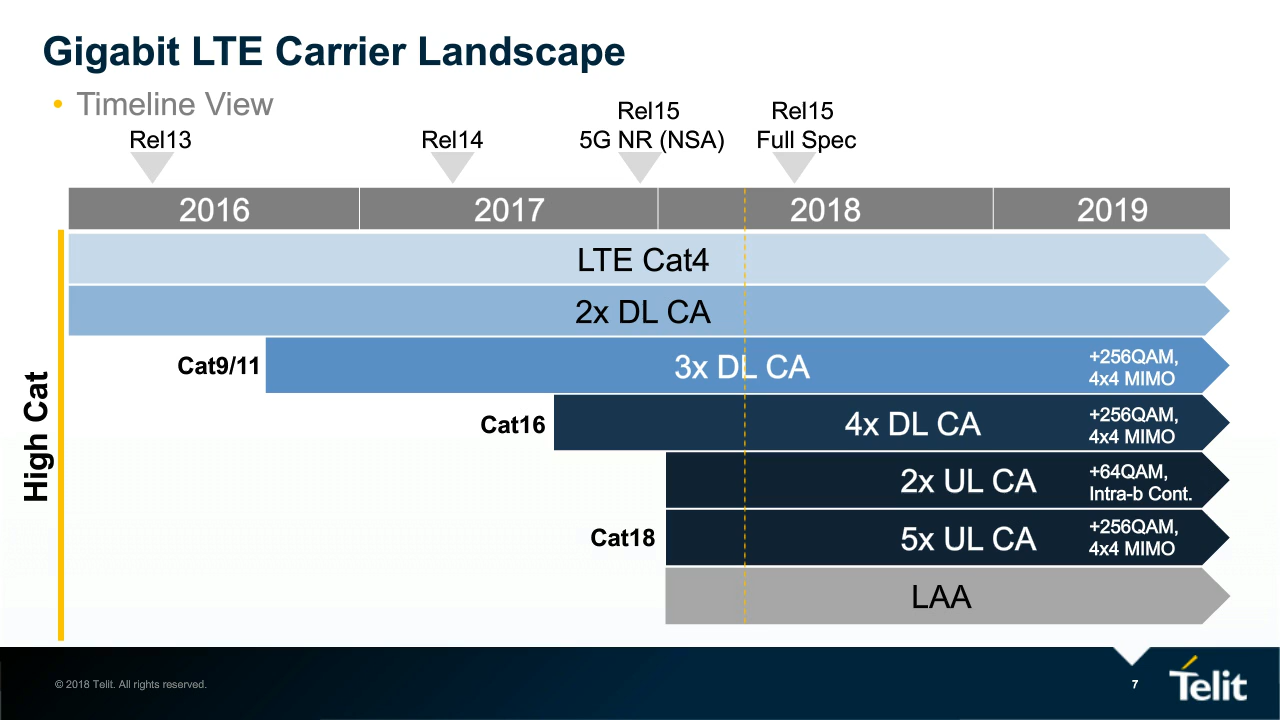 Gigabit LTE Carrier Landscape
• Timeline View
Rel13
Rel14
Rel15
5G NR (NSA)
Rel15
Full Spec
2016
2017
2018
2019
High Cat
LTE Cat4
2x DL CA
Cat9/11
3x DL CA
+256QAM,
4x4 MIMO
Cat16
4x DL CA
+256QAM,
4x4 MIMO
2x UL CA
+64QAM,
Intra-b Cont.
Cat18
5x UL CA
+256QAM,
4x4 MIMO
LAA
© 2018 Telit. All rights reserved.
7
Telit